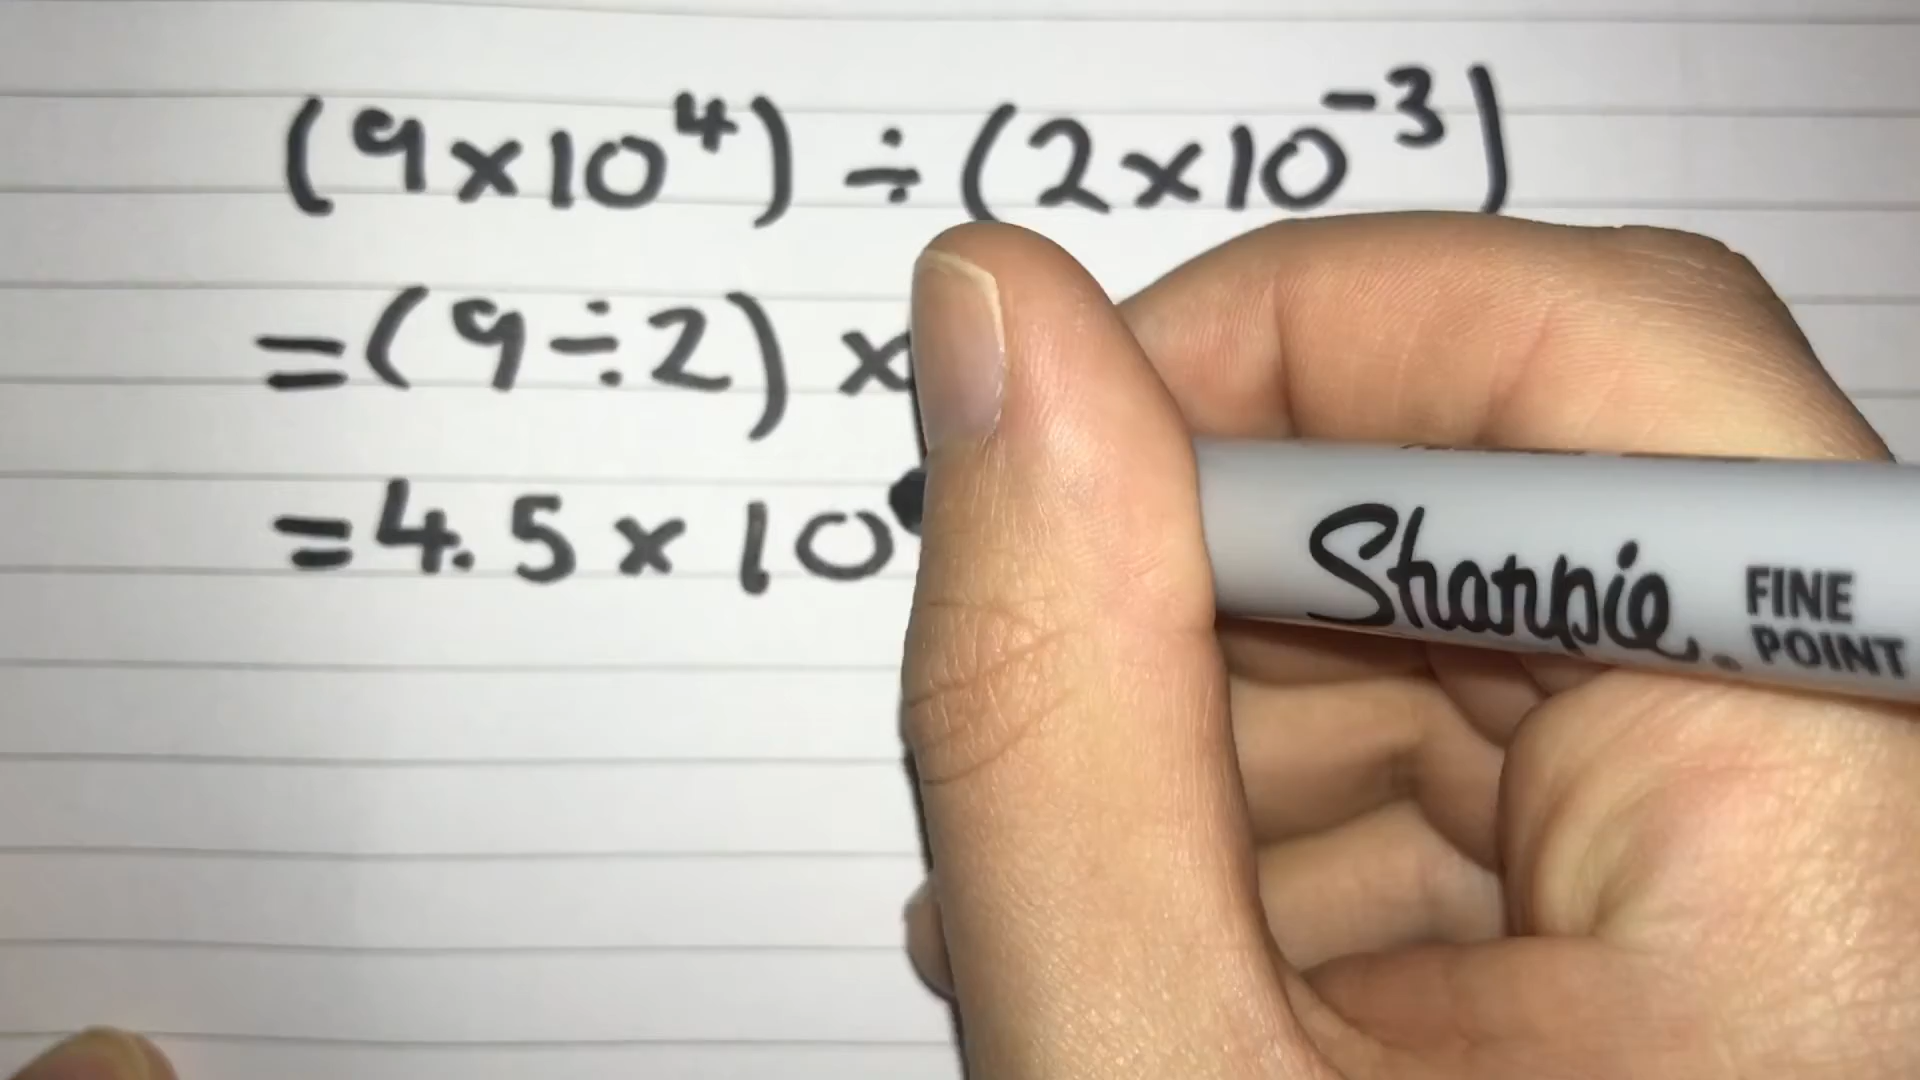 (9×10⁴) ÷ (2×10⁻³)
=(9÷2) ×
=4.5 × 10
Sharpie. FINE POINT